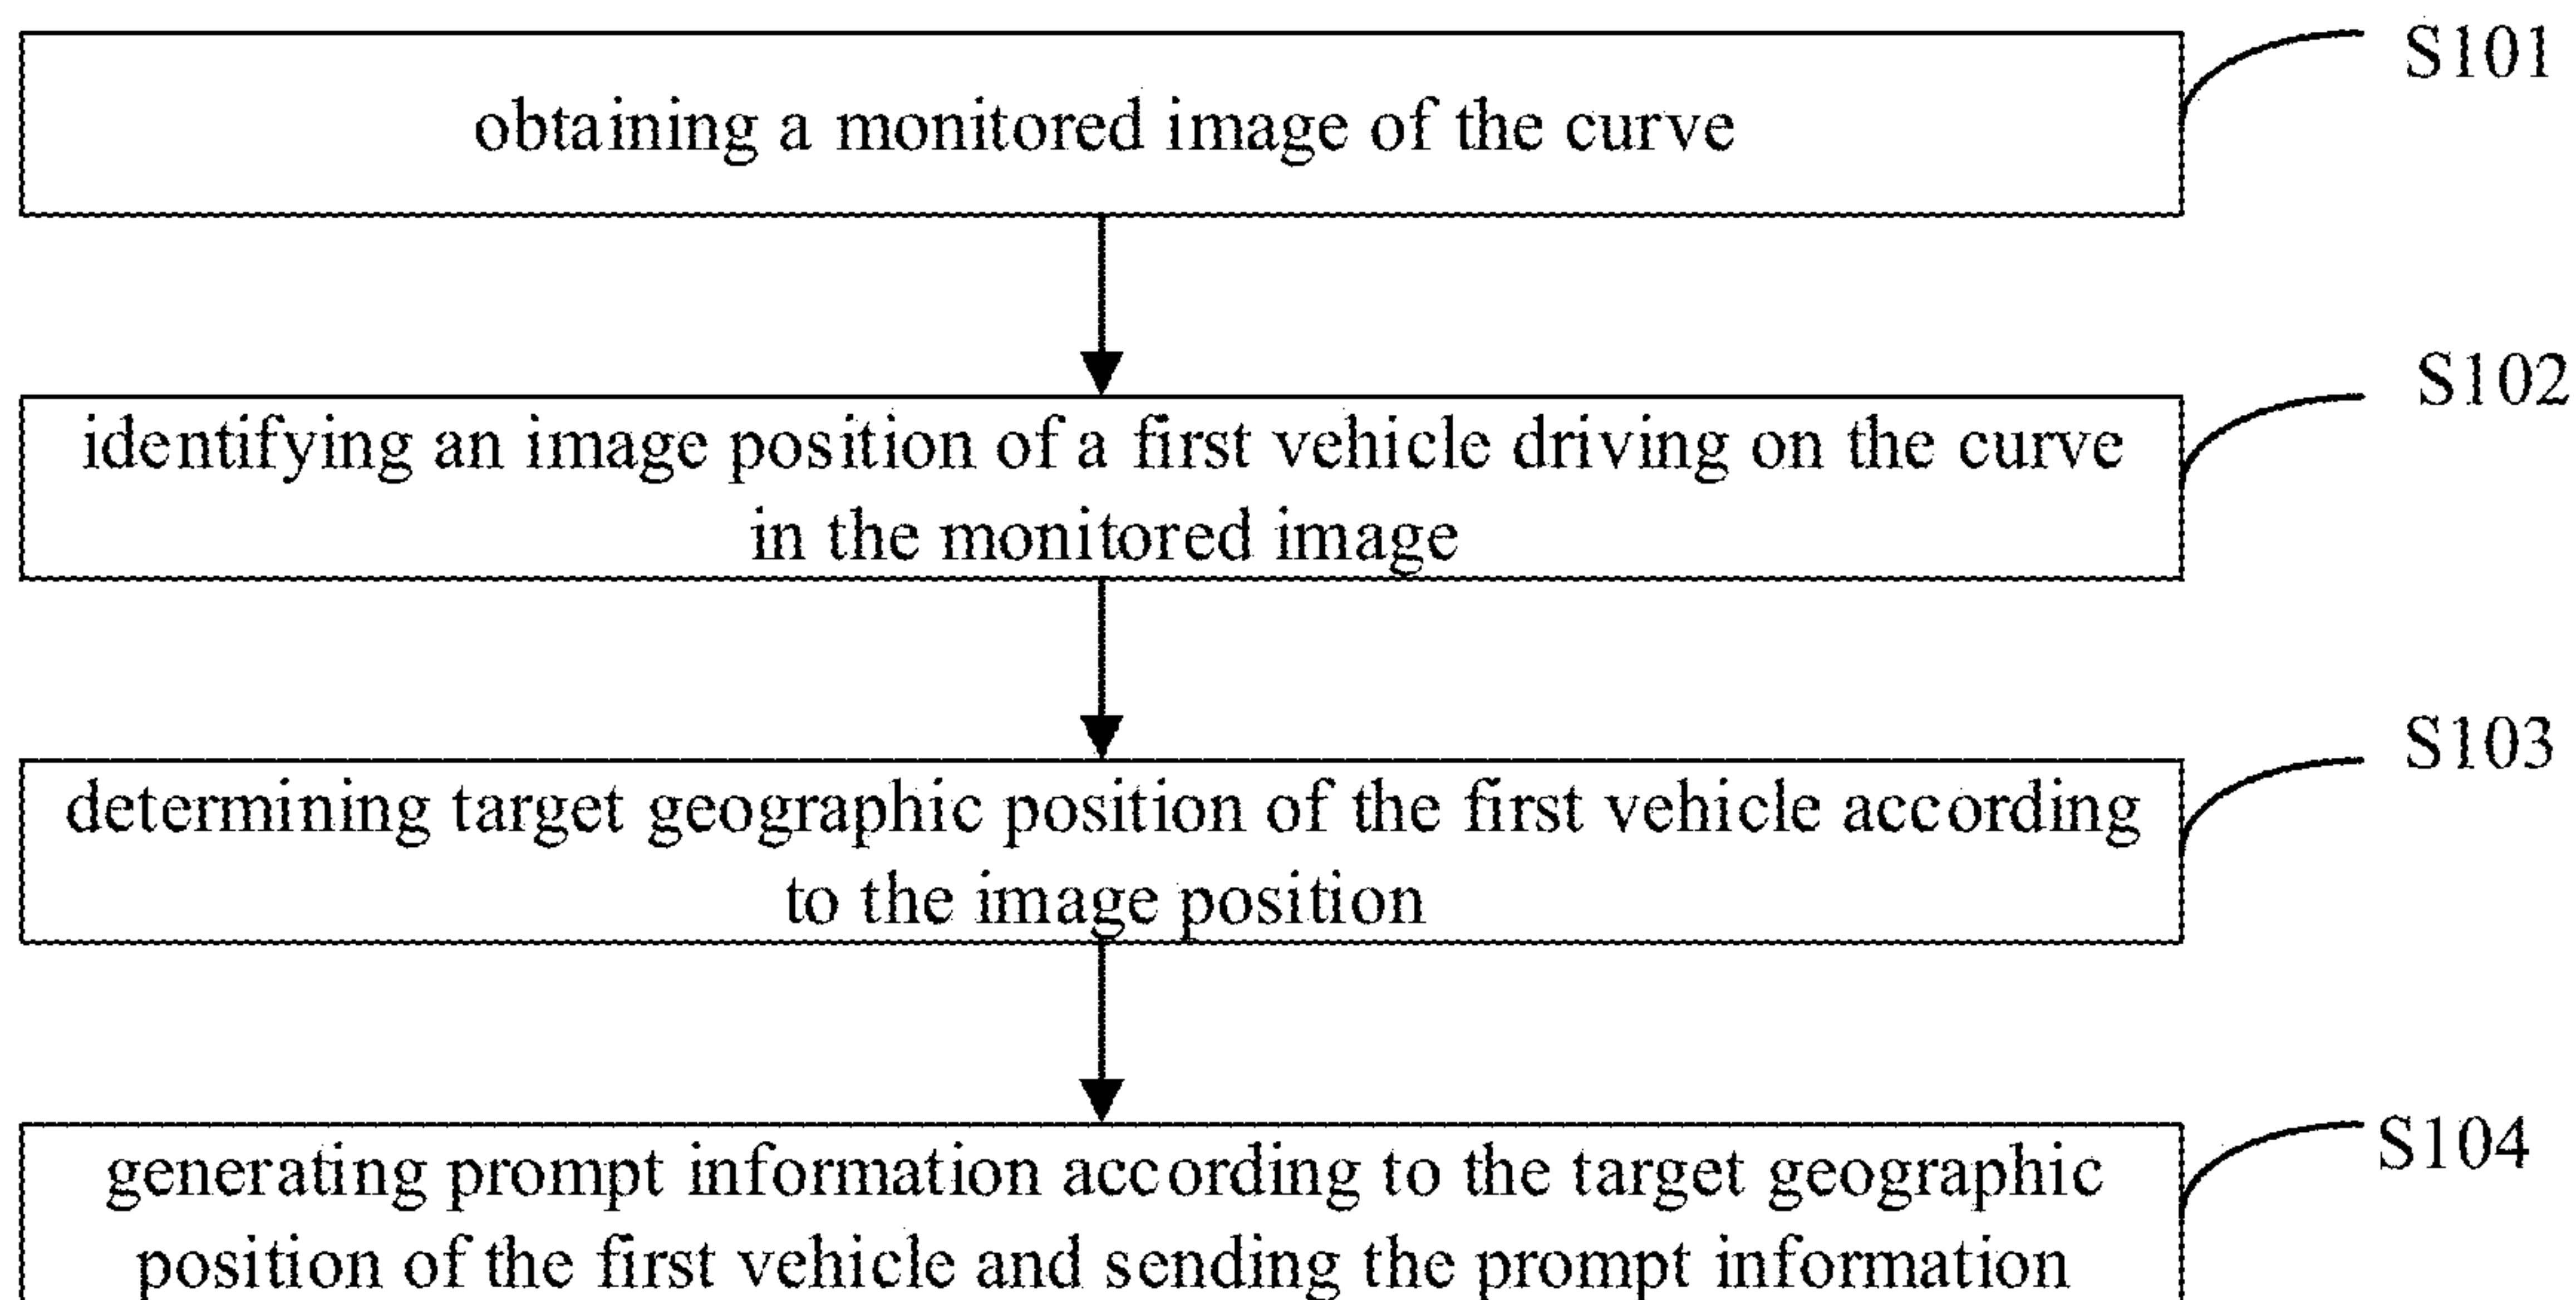 S101
obtaining a monitored image of the curve
S102
identifying an image position of a first vehicle driving on the curve
in the monitored image
S103
determining target geographic position of the first vehicle according
to the image position
S104
generating prompt information according to the target geographic
position of the first vehicle and sending the prompt information